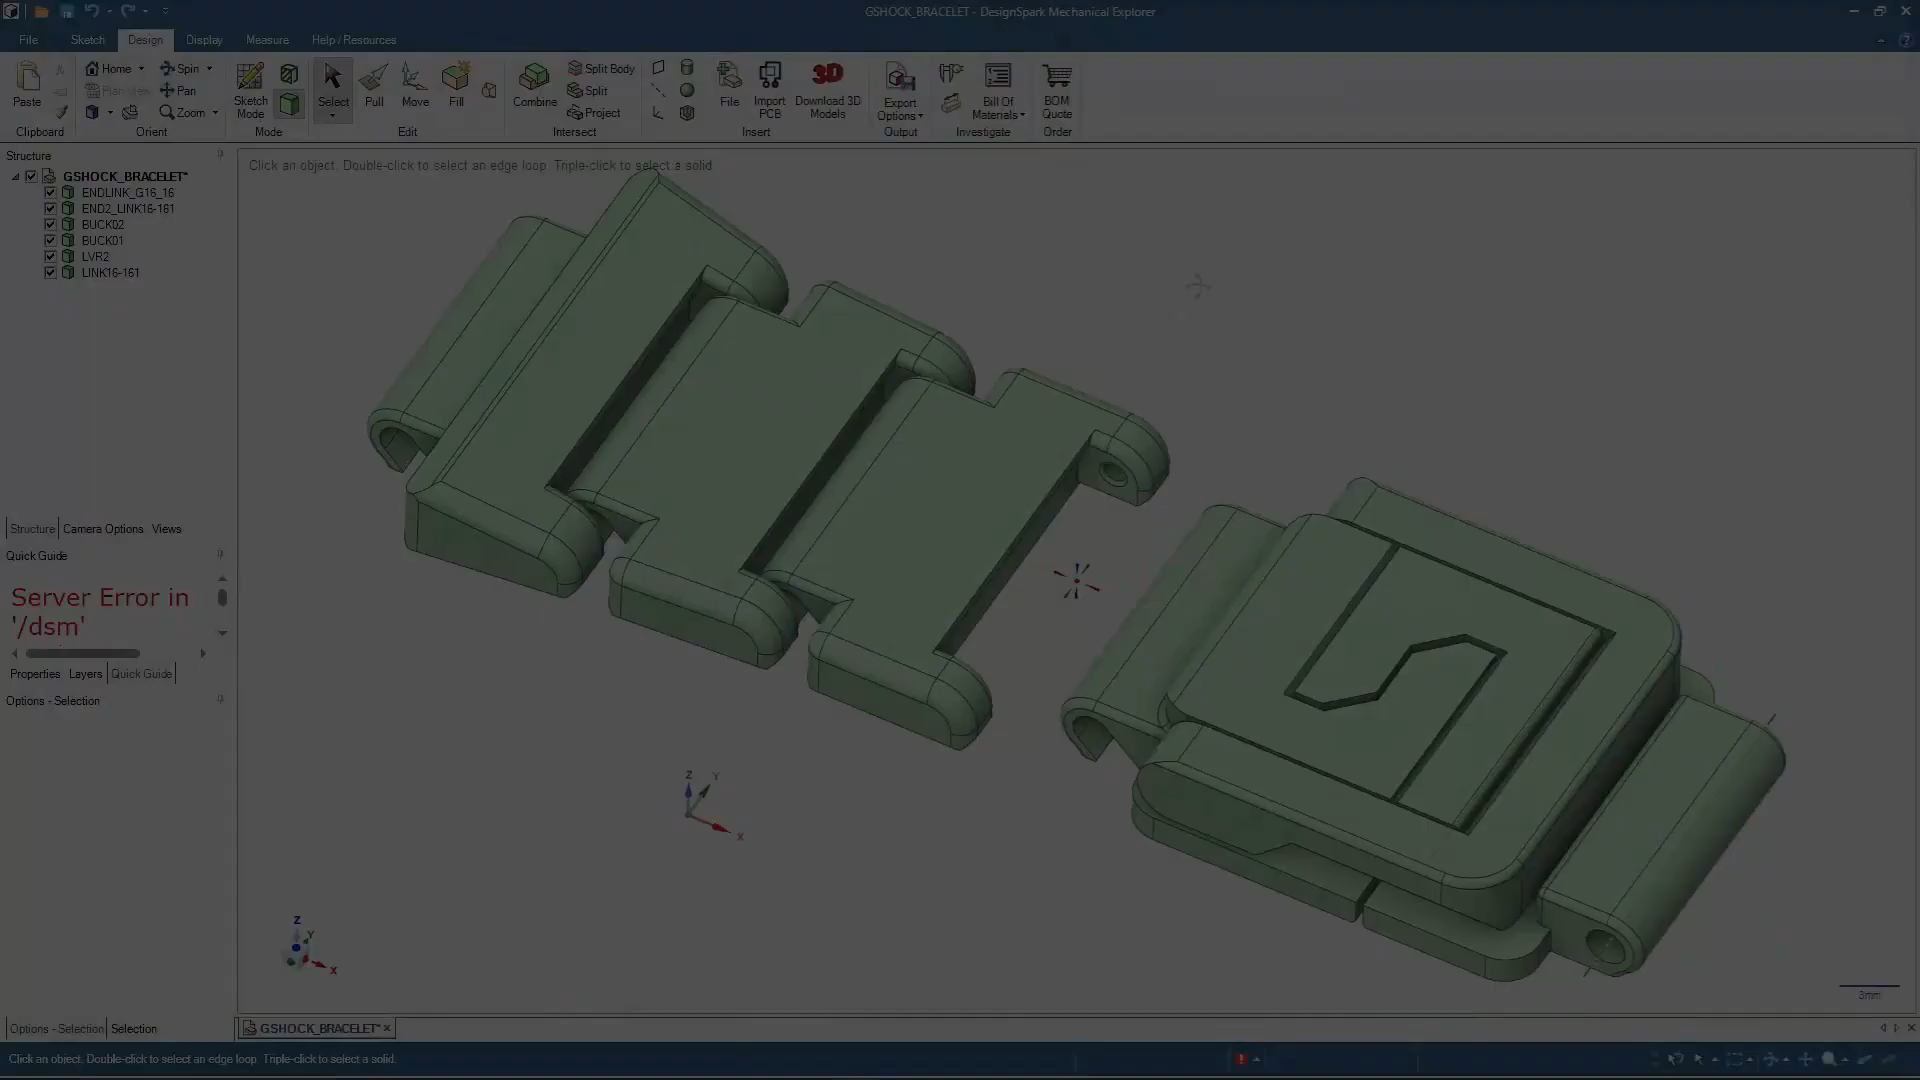 GSHOCK_BRACELET - DesignSpark Mechanical Explorer
File Sketch Design Display Measure Help / Resources
Paste
Clipboard
Home
Plan View
Spin
Pan
Zoom
Orient
Sketch Mode
Mode
Select
Pull
Move
Fill
Edit
Combine
Split Body
Split
Project
Intersect
File
Import PCB
Download 3D Models
Insert
Export Options
Output
Bill Of Materials
Investigate
BOM Quote
Order
Structure
GSHOCK_BRACELET*
ENDLINK_G16_16
END2_LINK16-161
BUCK02
BUCK01
LVR2
LINK16-161
Structure Camera Options Views
Quick Guide
Server Error in
'/dsm'
Properties Layers Quick Guide
Options - Selection
Click an object. Double-click to select an edge loop. Triple-click to select a solid
Z
Y
X
Z
Y
X
3mm
Options - Selection Selection
GSHOCK_BRACELET*
Click an object. Double-click to select an edge loop. Triple-click to select a solid.